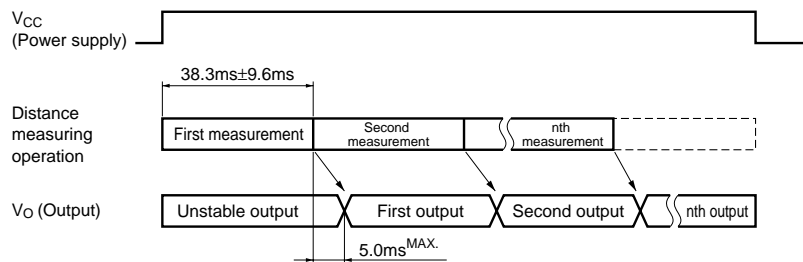 VCC
(Power supply)
38.3ms±9.6ms
Distance
measuring
operation
First measurement
Second
measurement
nth
measurement
VO (Output)
Unstable output
First output
Second output
nth output
5.0msMAX.